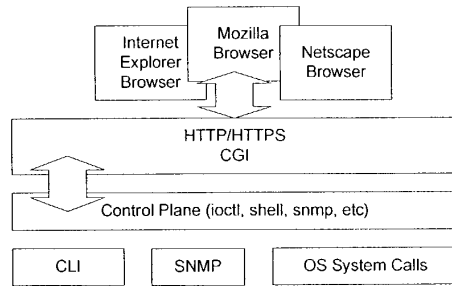 Internet
Explorer
Browser
Mozilla
Browser
Netscape
Browser
HTTP/HTTPS
CGI
Control Plane (ioctl, shell, snmp, etc)
CLI
SNMP
OS System Calls